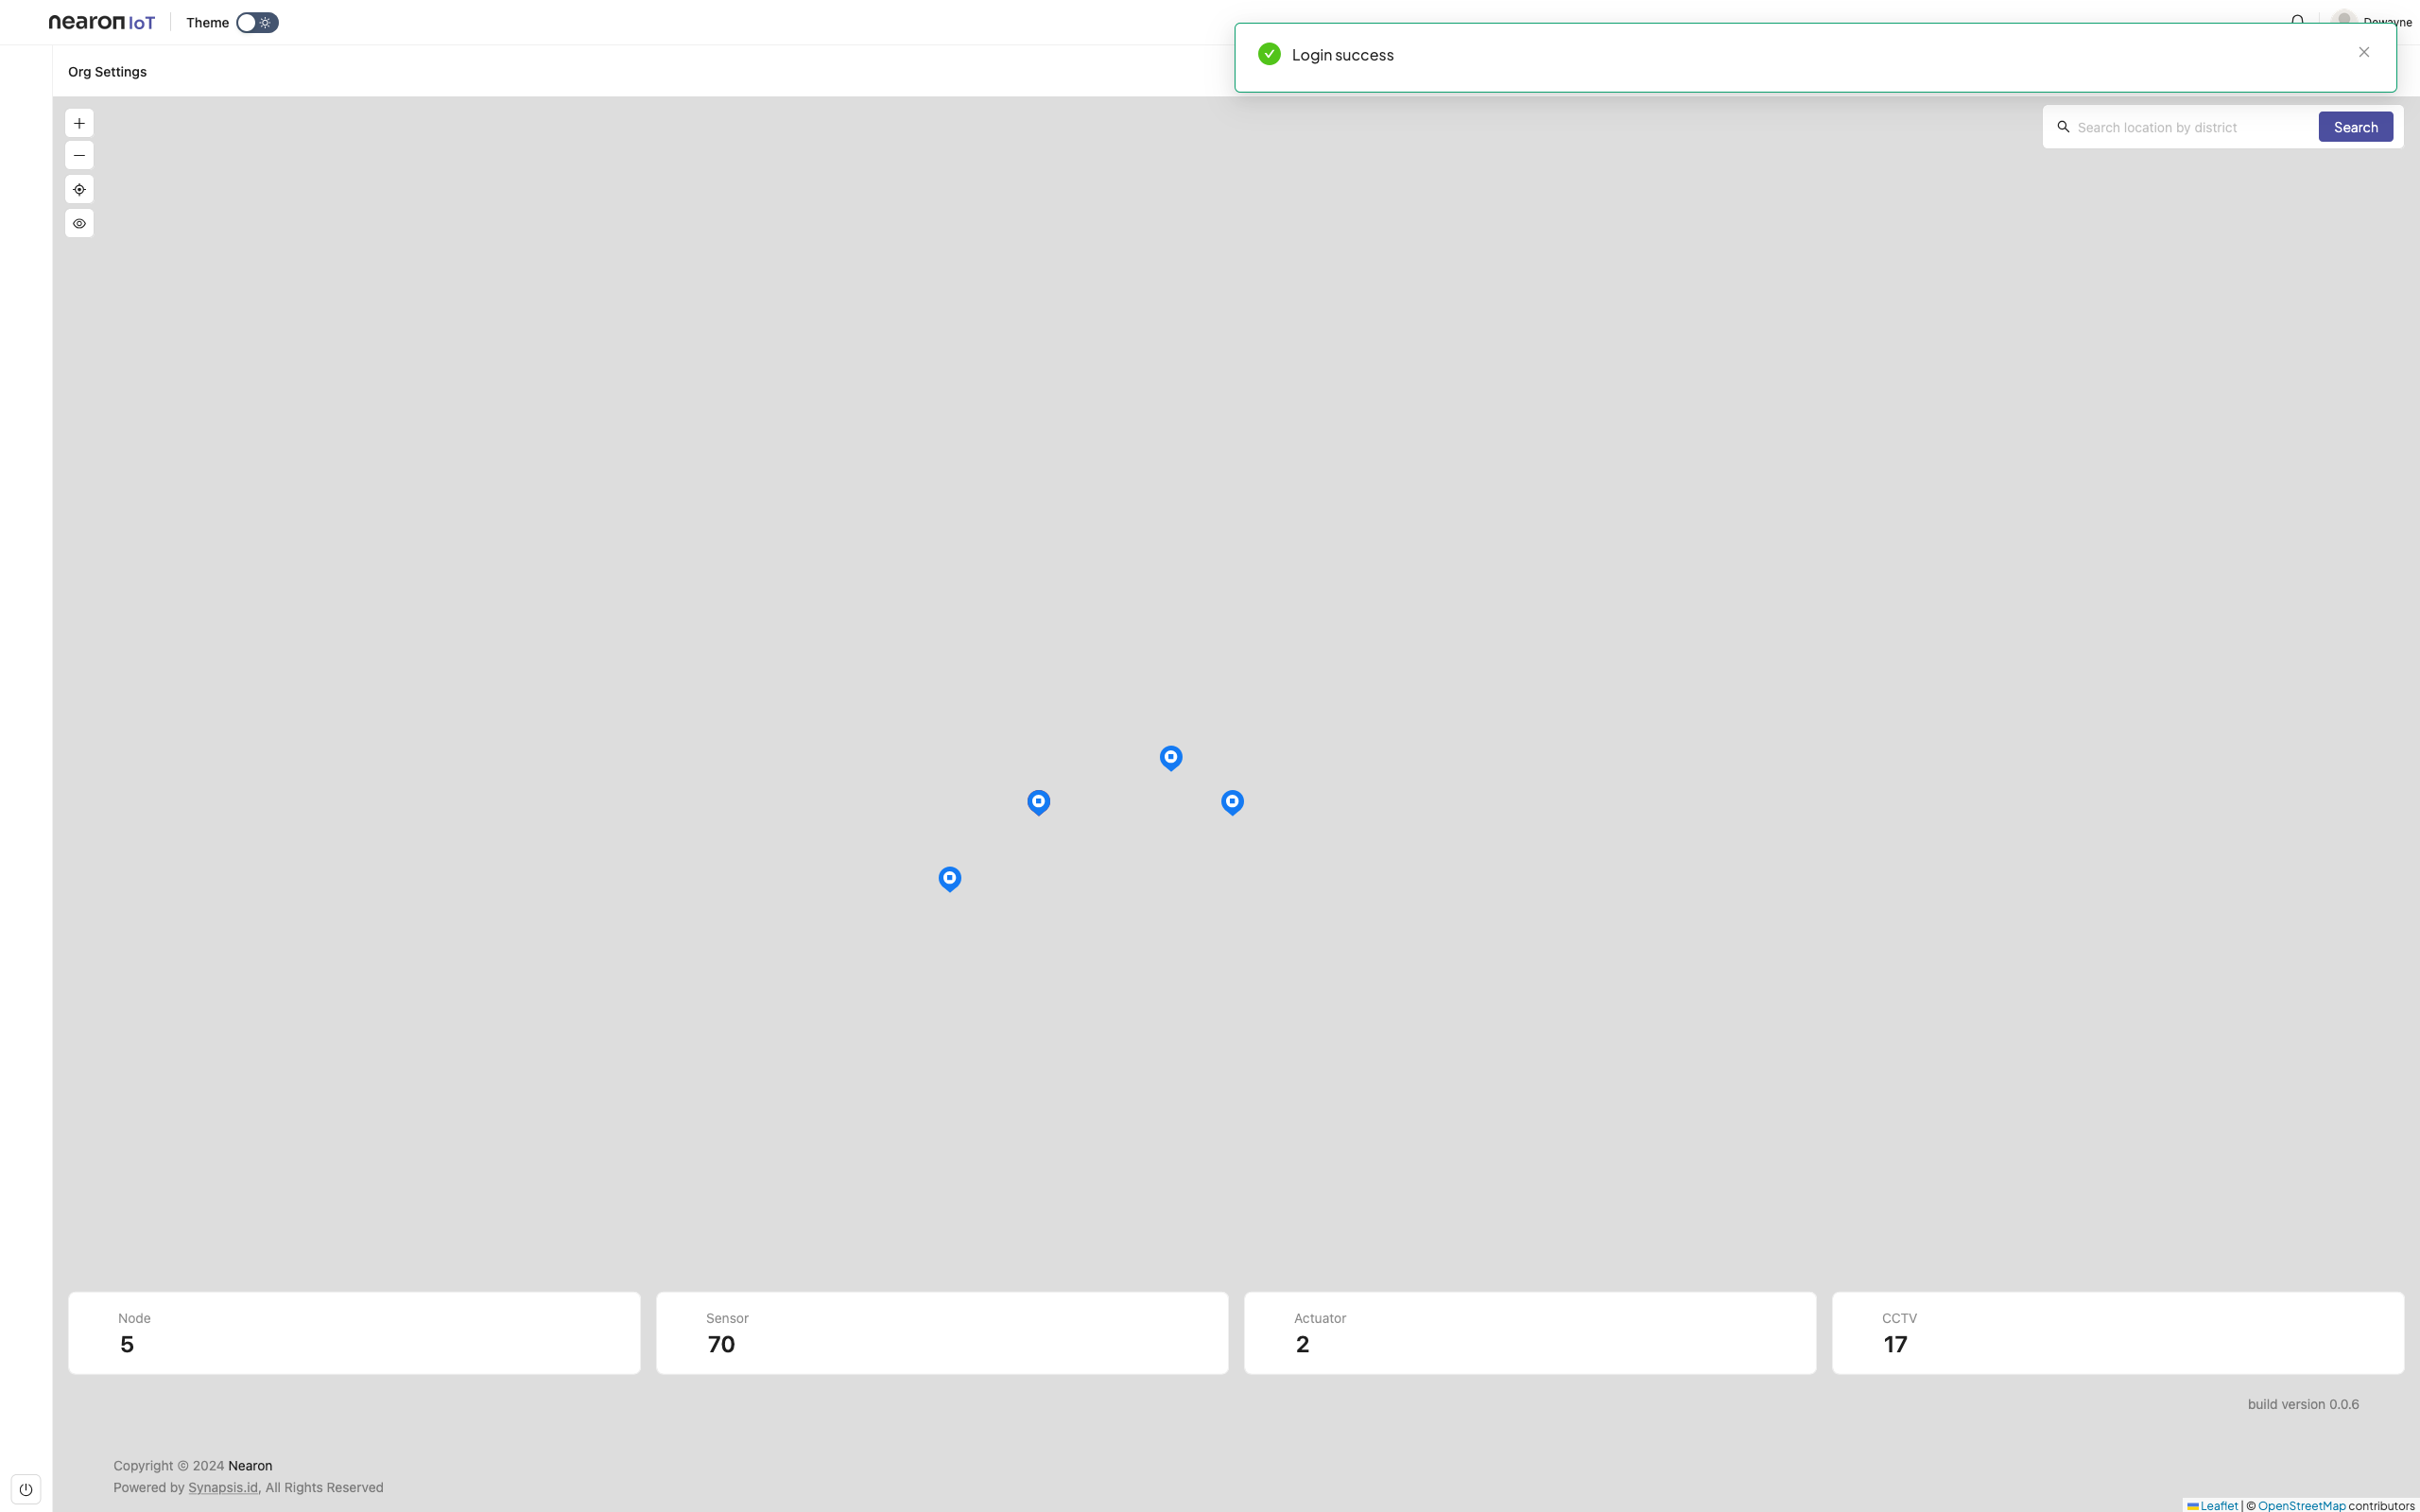 nearon IoT
Theme
Dewayne
Login success
Org Settings
Search location by district
Search
Node
5
Sensor
70
Actuator
2
CCTV
17
build version 0.0.6
Copyright © 2024 Nearon
Powered by Synapsis.id, All Rights Reserved
Leaflet | © OpenStreetMap contributors